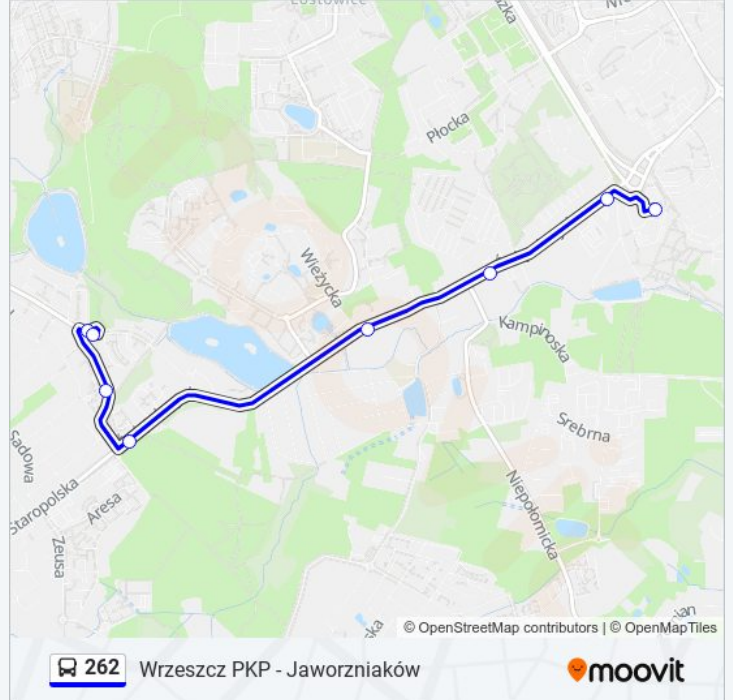 Płocka
Wieżycka
Kampinoska
Srebrna
Sadowa
Staropolska
Aresa
Zeusa
Niepołomicka
© OpenStreetMap contributors | © OpenMapTiles
262 Wrzeszcz PKP - Jaworzniaków
moovit